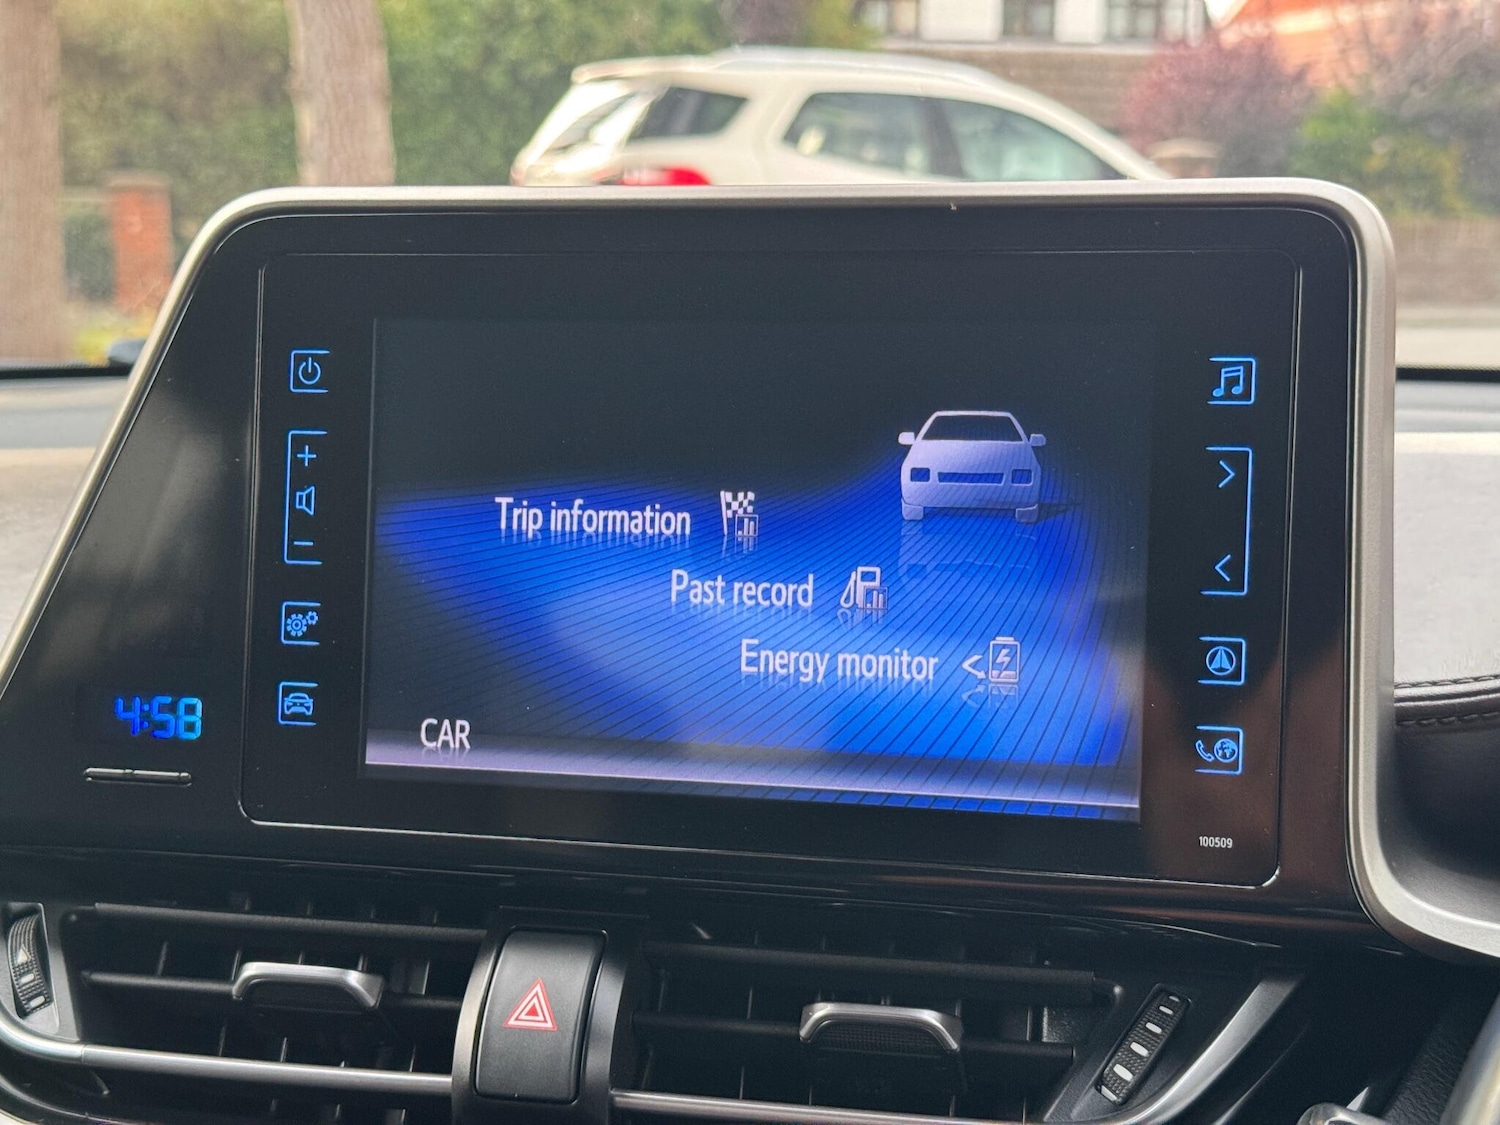 Trip information
Past record
Energy monitor
CAR
4:58
100509